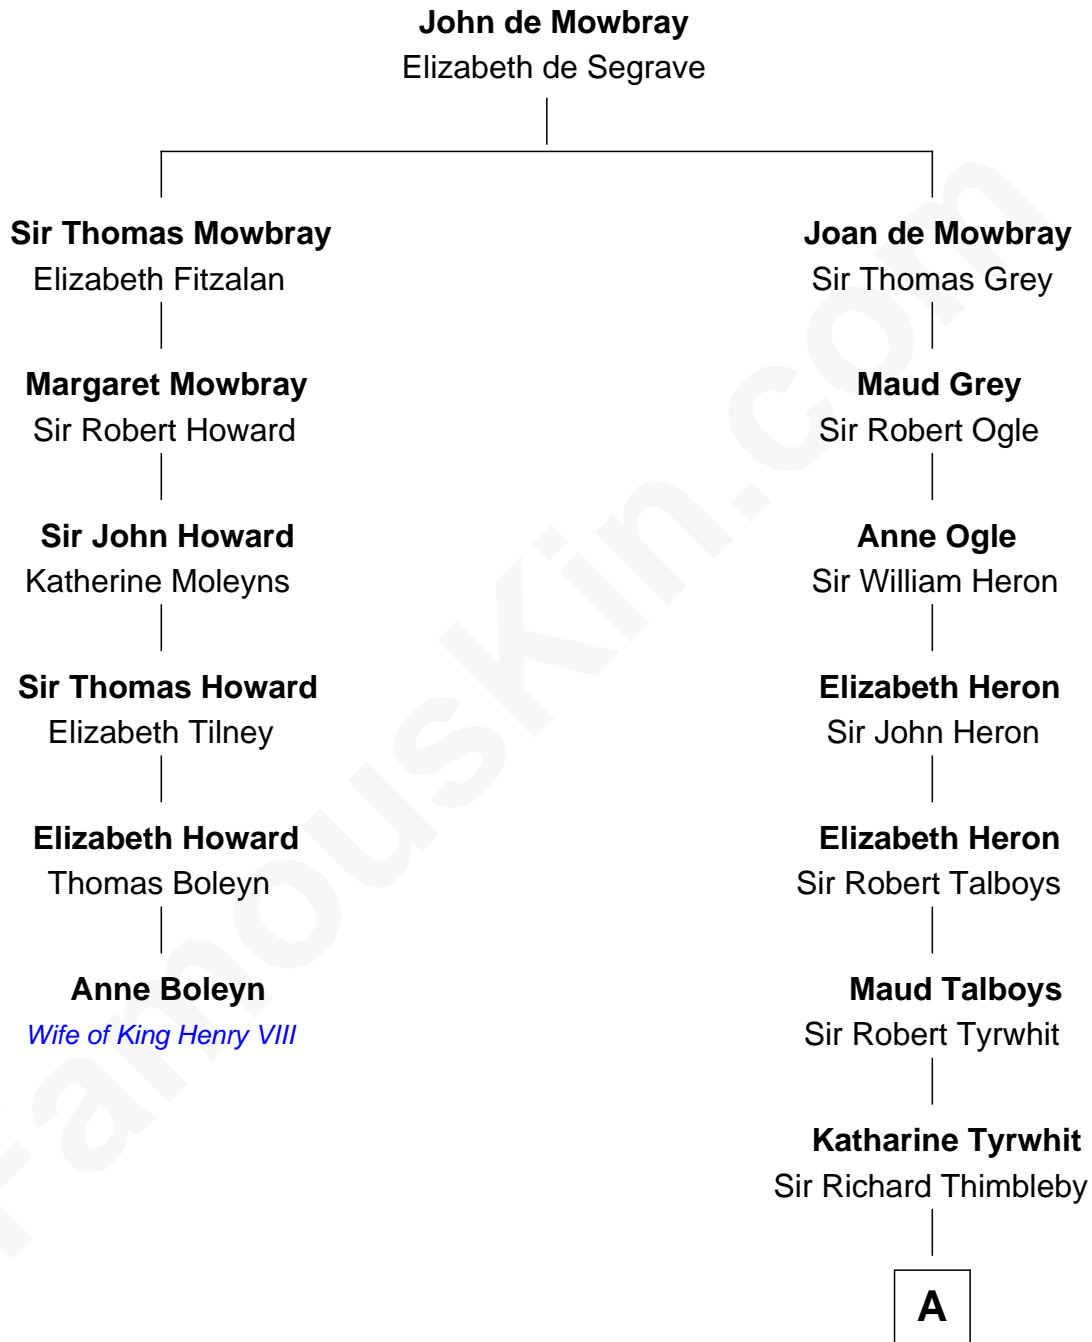 John de Mowbray
Elizabeth de Segrave
Sir Thomas Mowbray
Elizabeth Fitzalan
Margaret Mowbray
Sir Robert Howard
Sir John Howard
Katherine Moleyns
Sir Thomas Howard
Elizabeth Tilney
Elizabeth Howard
Thomas Boleyn
Anne Boleyn
Wife of King Henry VIII
Joan de Mowbray
Sir Thomas Grey
Maud Grey
Sir Robert Ogle
Anne Ogle
Sir William Heron
Elizabeth Heron
Sir John Heron
Elizabeth Heron
Sir Robert Talboys
Maud Talboys
Sir Robert Tyrwhit
Katharine Tyrwhit
Sir Richard Thimbleby
A
FamousKin.com